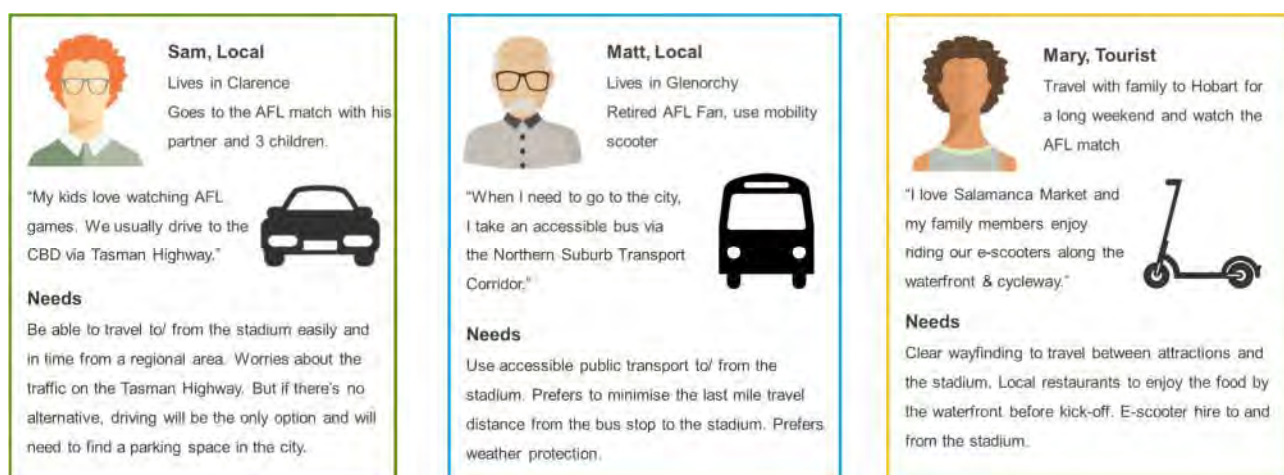 Sam, Local
Lives in Clarence
Goes to the AFL match with his
partner and 3 children.
"My kids love watching AFL
games. We usually drive to the
CBD via Tasman Highway."
Needs
Be able to travel to/ from the stadium easily and
in time from a regional area. Worries about the
traffic on the Tasman Highway. But if there's no
alternative, driving will be the only option and will
need to find a parking space in the city.
Matt, Local
Lives in Glenorchy
Retired AFL Fan, use mobility
scooter
"When I need to go to the city,
I take an accessible bus via
the Northern Suburb Transport
Corridor."
Needs
Use accessible public transport to/ from the
stadium. Prefers to minimise the last mile travel
distance from the bus stop to the stadium. Prefers
weather protection.
Mary, Tourist
Travel with family to Hobart for
a long weekend and watch the
AFL match
"I love Salamanca Market and
my family members enjoy
riding our e-scooters along the
waterfront & cycleway."
Needs
Clear wayfinding to travel between attractions and
the stadium. Local restaurants to enjoy the food by
the waterfront before kick-off. E-scooter hire to and
from the stadium.